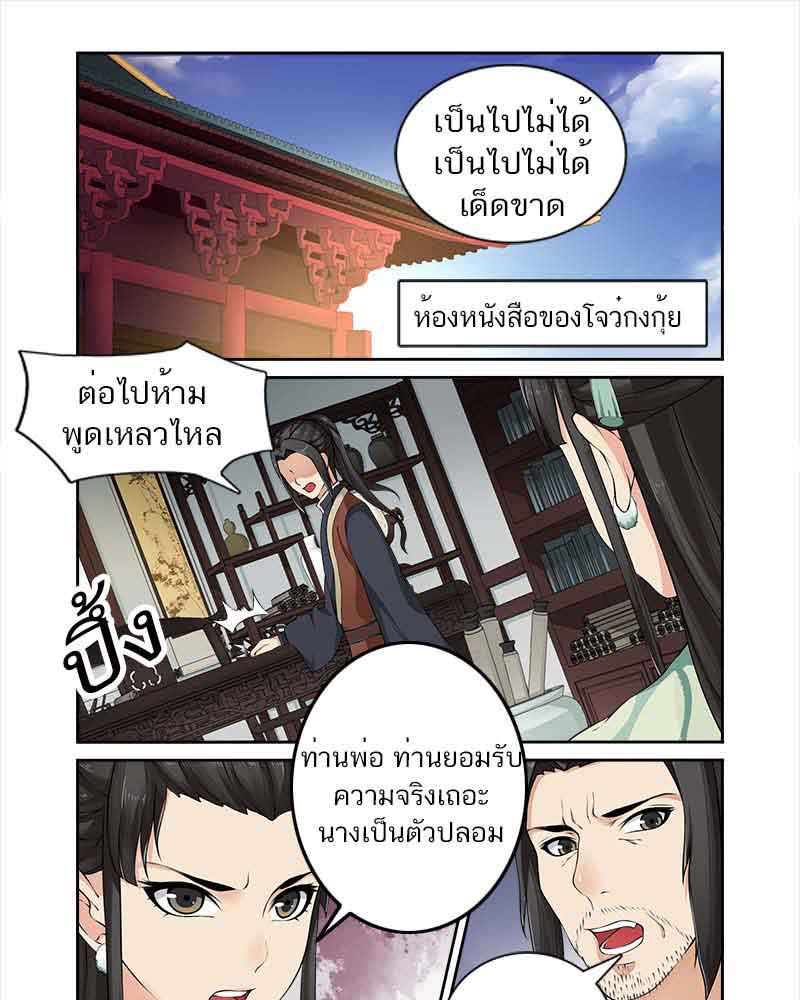 เป็นไปไม่ได้
เป็นไปไม่ได้
เด็ดขาด
ห้องหนังสือของโจว๋กงกุ้ย
ต่อไปห้าม
พูดเหลวไหล
ปึ้ง
ท่านพ่อ ท่านยอมรับ
ความจริงเถอะ
นางเป็นตัวปลอม